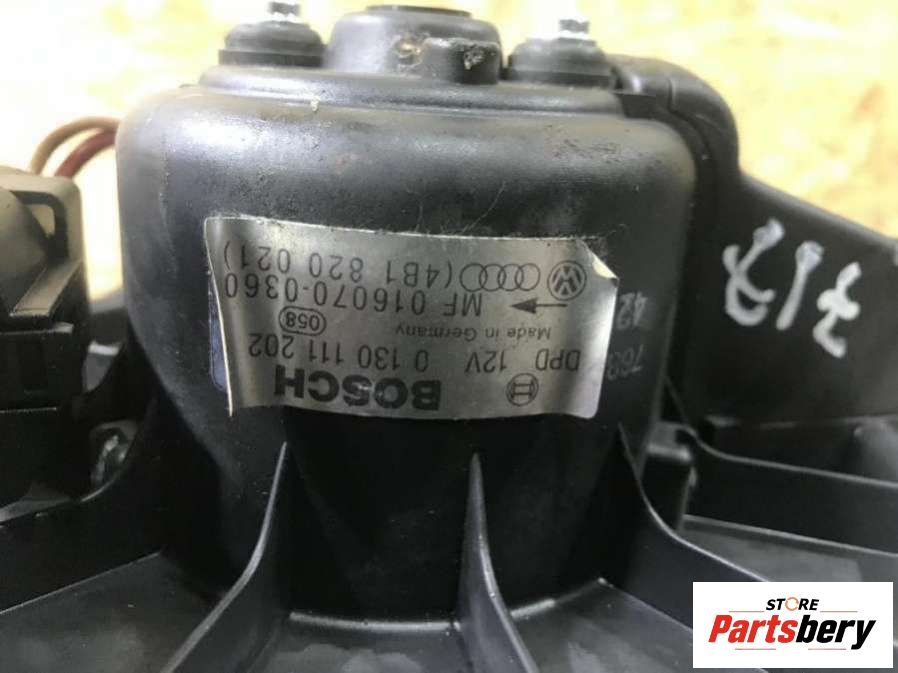 BOSCH
DPD 12V 0 130 111 202
Made in Germany 058
MF 016070-0360
(4B1 820 021)
42
STORE
Partsbery